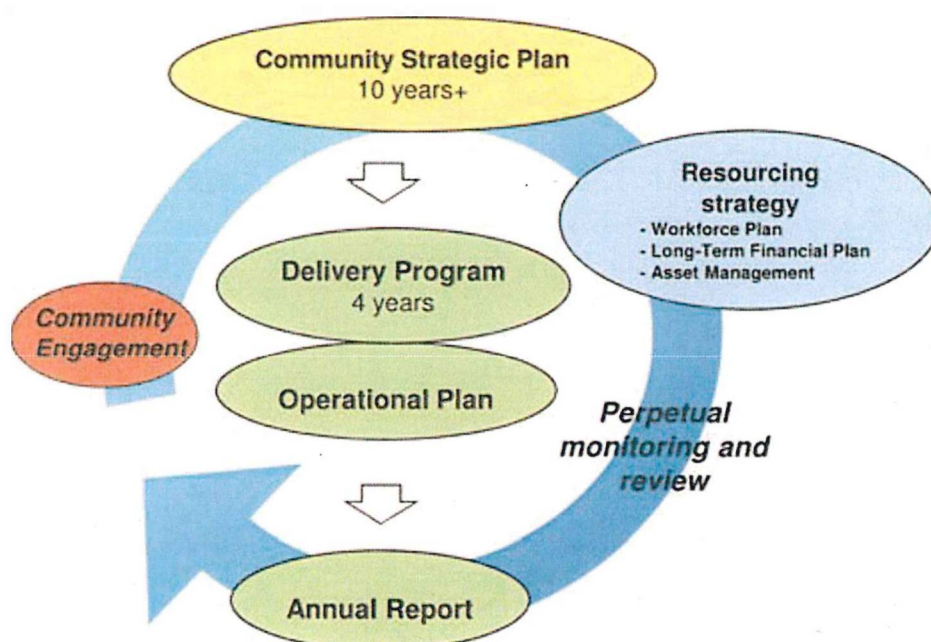 Community Strategic Plan
10 years+
Resourcing
strategy
- Workforce Plan
- Long-Term Financial Plan
- Asset Management
Delivery Program
4 years
Community
Engagement
Operational Plan
Perpetual
monitoring and
review
Annual Report